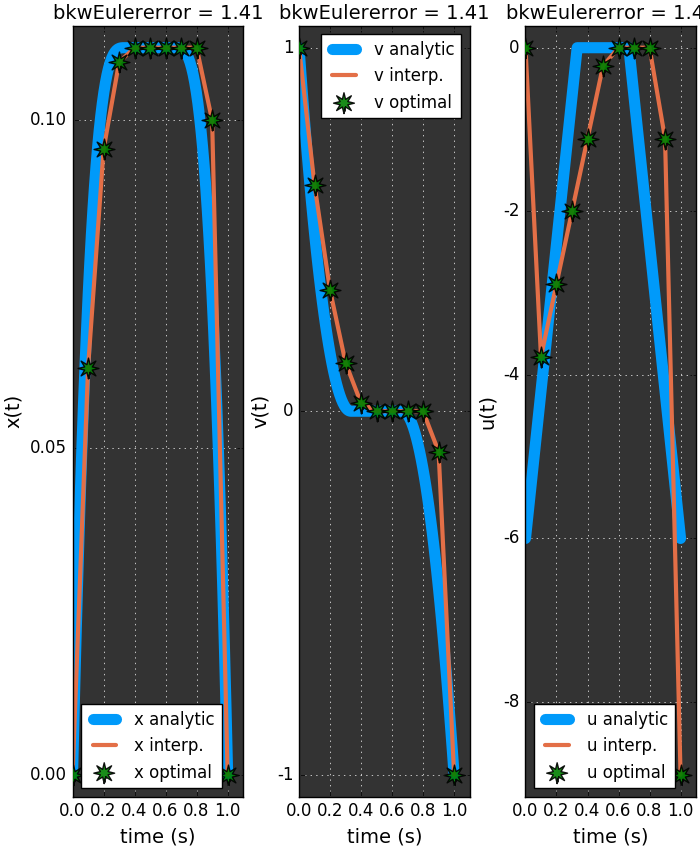 bkwEulererror = 1.41
x(t)
0.10
0.05
0.00
x analytic
x interp.
x optimal
0.0 0.2 0.4 0.6 0.8 1.0
time (s)
bkwEulererror = 1.41
v(t)
1
0
-1
v analytic
v interp.
v optimal
0.0 0.2 0.4 0.6 0.8 1.0
time (s)
bkwEulererror = 1.4
u(t)
0
-2
-4
-6
-8
u analytic
u interp.
u optimal
0.0 0.2 0.4 0.6 0.8 1.0
time (s)